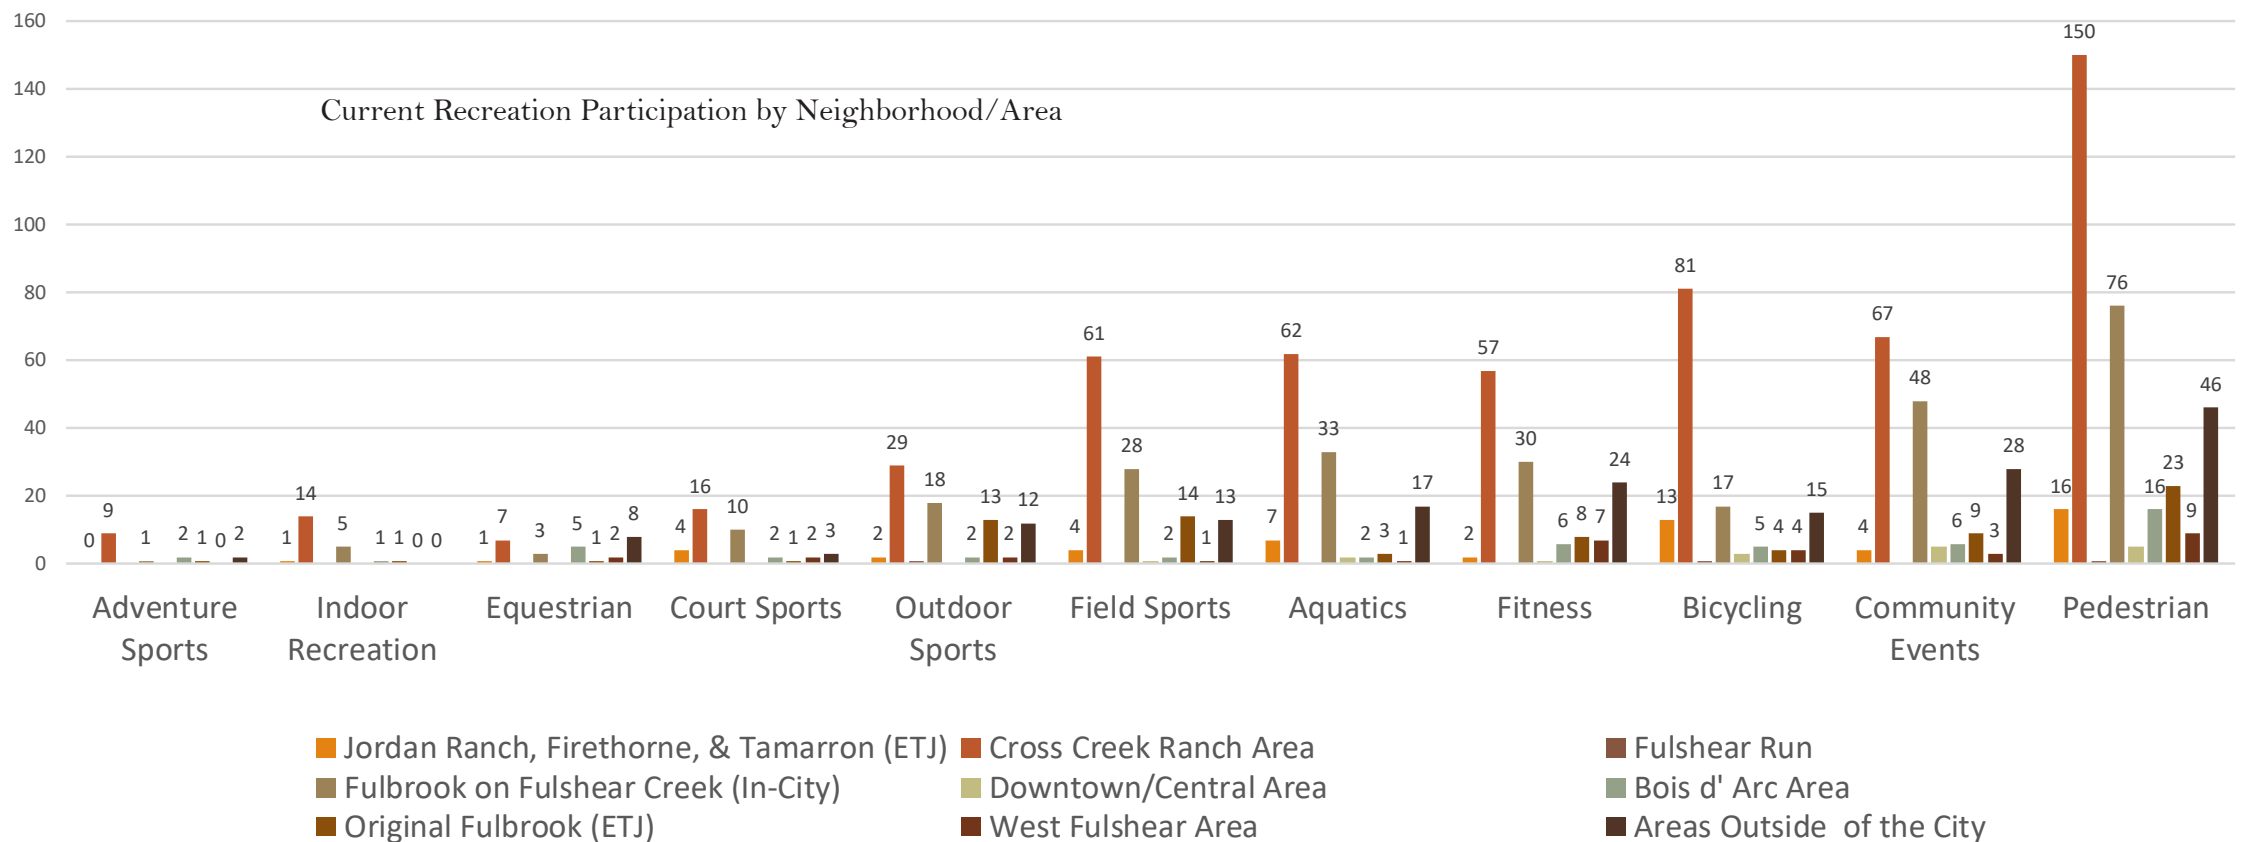 Current Recreation Participation by Neighborhood/Area
160
140
120
100
80
60
40
20
0
0 9 1 2 1 0 2
1 14 5 1 1 0 0
1 7 3 5 1 2 8
4 16 10 2 1 2 3
2 29 18 2 13 2 12
4 61 28 2 14 1 13
7 62 33 2 3 1 17
2 57 30 6 8 7 24
13 81 17 5 4 4 15
4 67 48 6 9 3 28
16 150 76 16 23 9 46
Adventure
Sports
Indoor
Recreation
Equestrian
Court Sports
Outdoor
Sports
Field Sports
Aquatics
Fitness
Bicycling
Community
Events
Pedestrian
Jordan Ranch, Firethorne, & Tamarron (ETJ)
Cross Creek Ranch Area
Fulshear Run
Fulbrook on Fulshear Creek (In-City)
Downtown/Central Area
Bois d' Arc Area
Original Fulbrook (ETJ)
West Fulshear Area
Areas Outside of the City